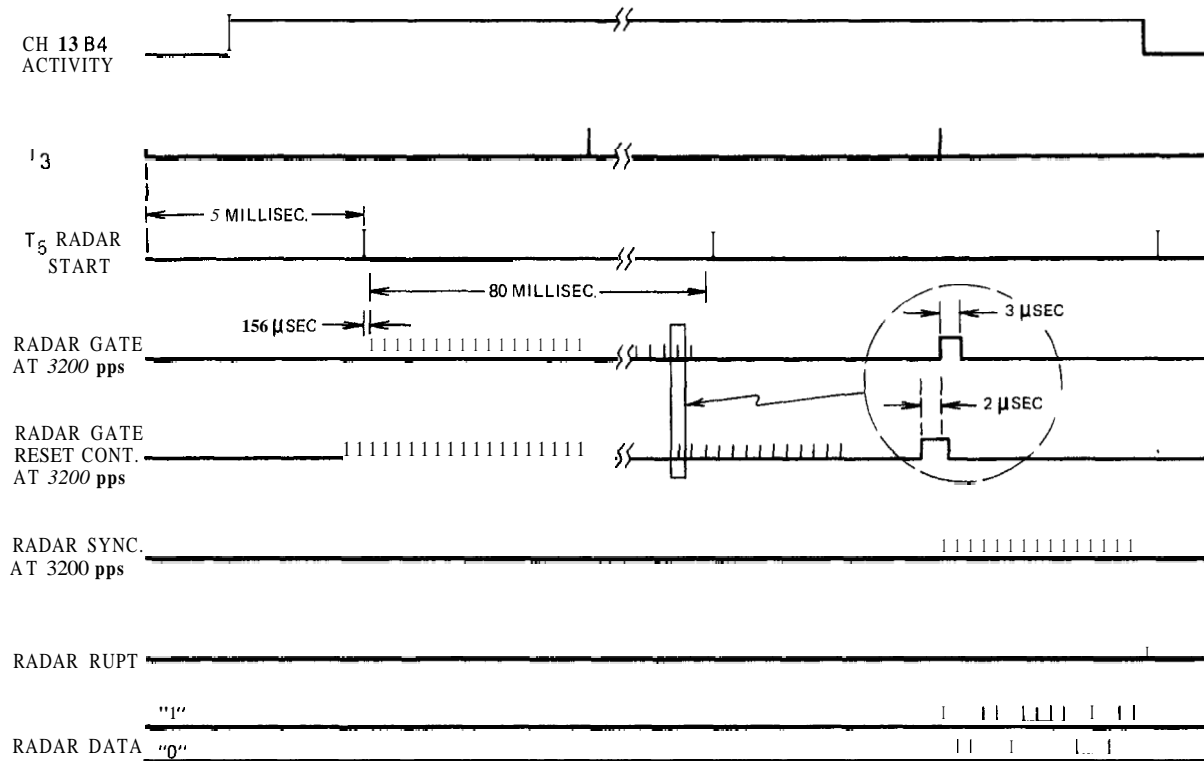 CH 13 B4
ACTIVITY
T3
5 MILLISEC.
T5 RADAR
START
80 MILLISEC.
156 μSEC
3 μSEC
RADAR GATE
AT 3200 pps
2 μSEC
RADAR GATE
RESET CONT.
AT 3200 pps
RADAR SYNC.
AT 3200 pps
RADAR RUPT
"1"
RADAR DATA "0"